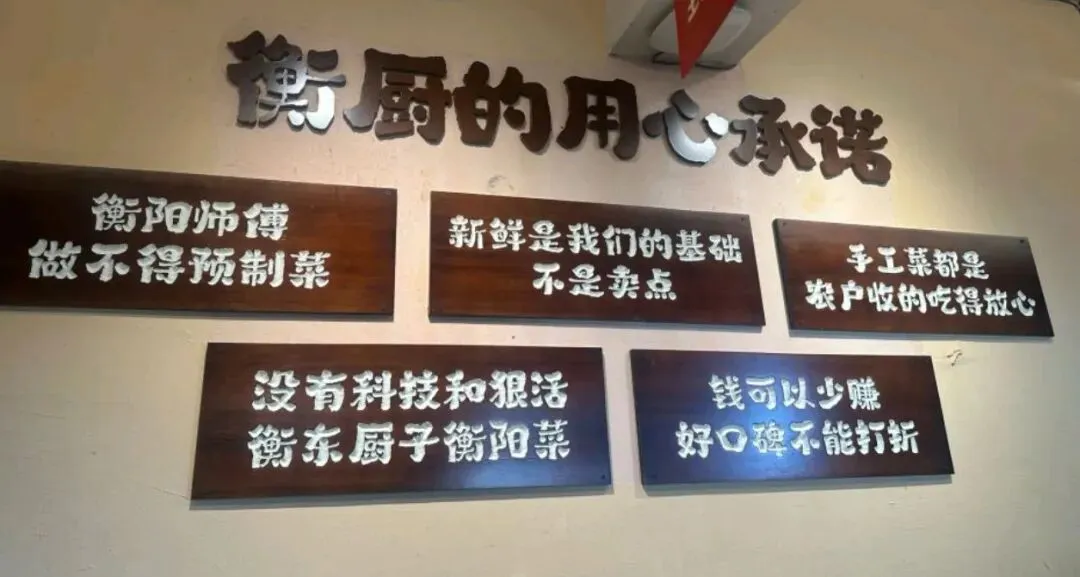 衡厨的用心承诺
衡阳师傅
做不得预制菜
新鲜是我们的基础
不是卖点
手工菜都是
农户收的吃得放心
没有科技和狠活
衡东厨子衡阳菜
钱可以少赚
好口碑不能打折